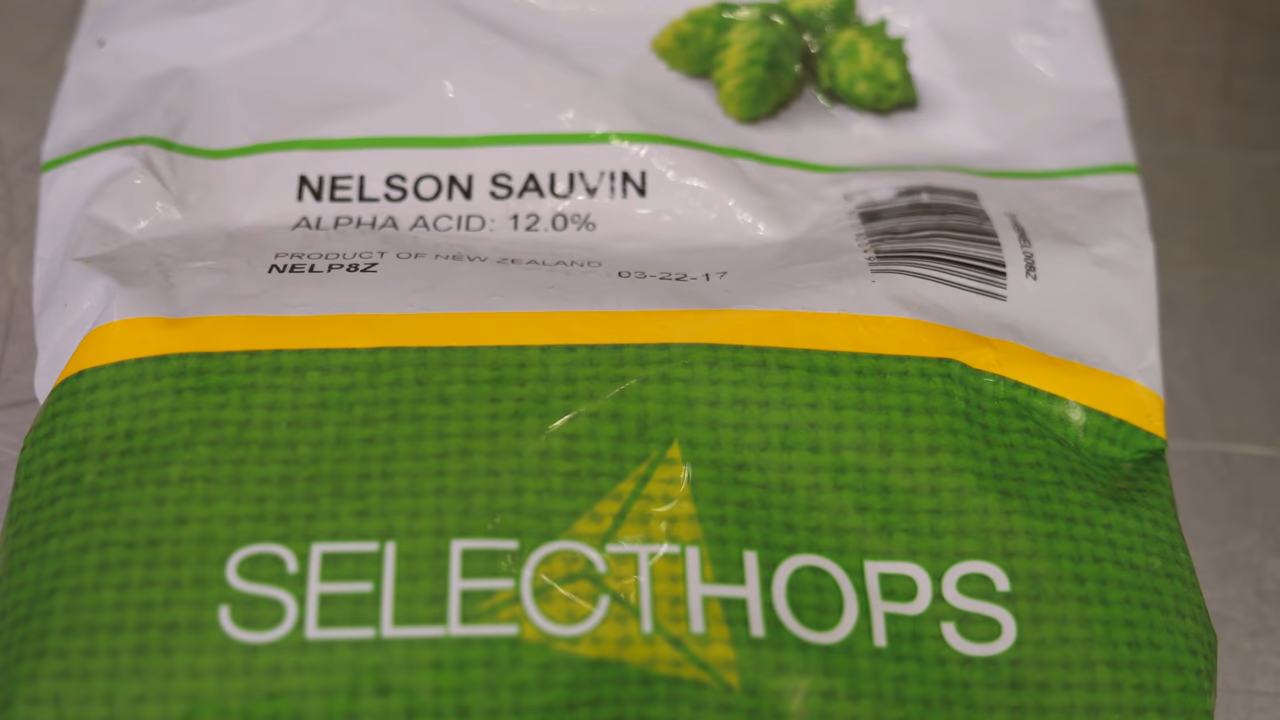 NELSON SAUVIN
ALPHA ACID: 12.0%
PRODUCT OF NEW ZEALAND
NELP8Z 03-22-17
SELECTHOPS